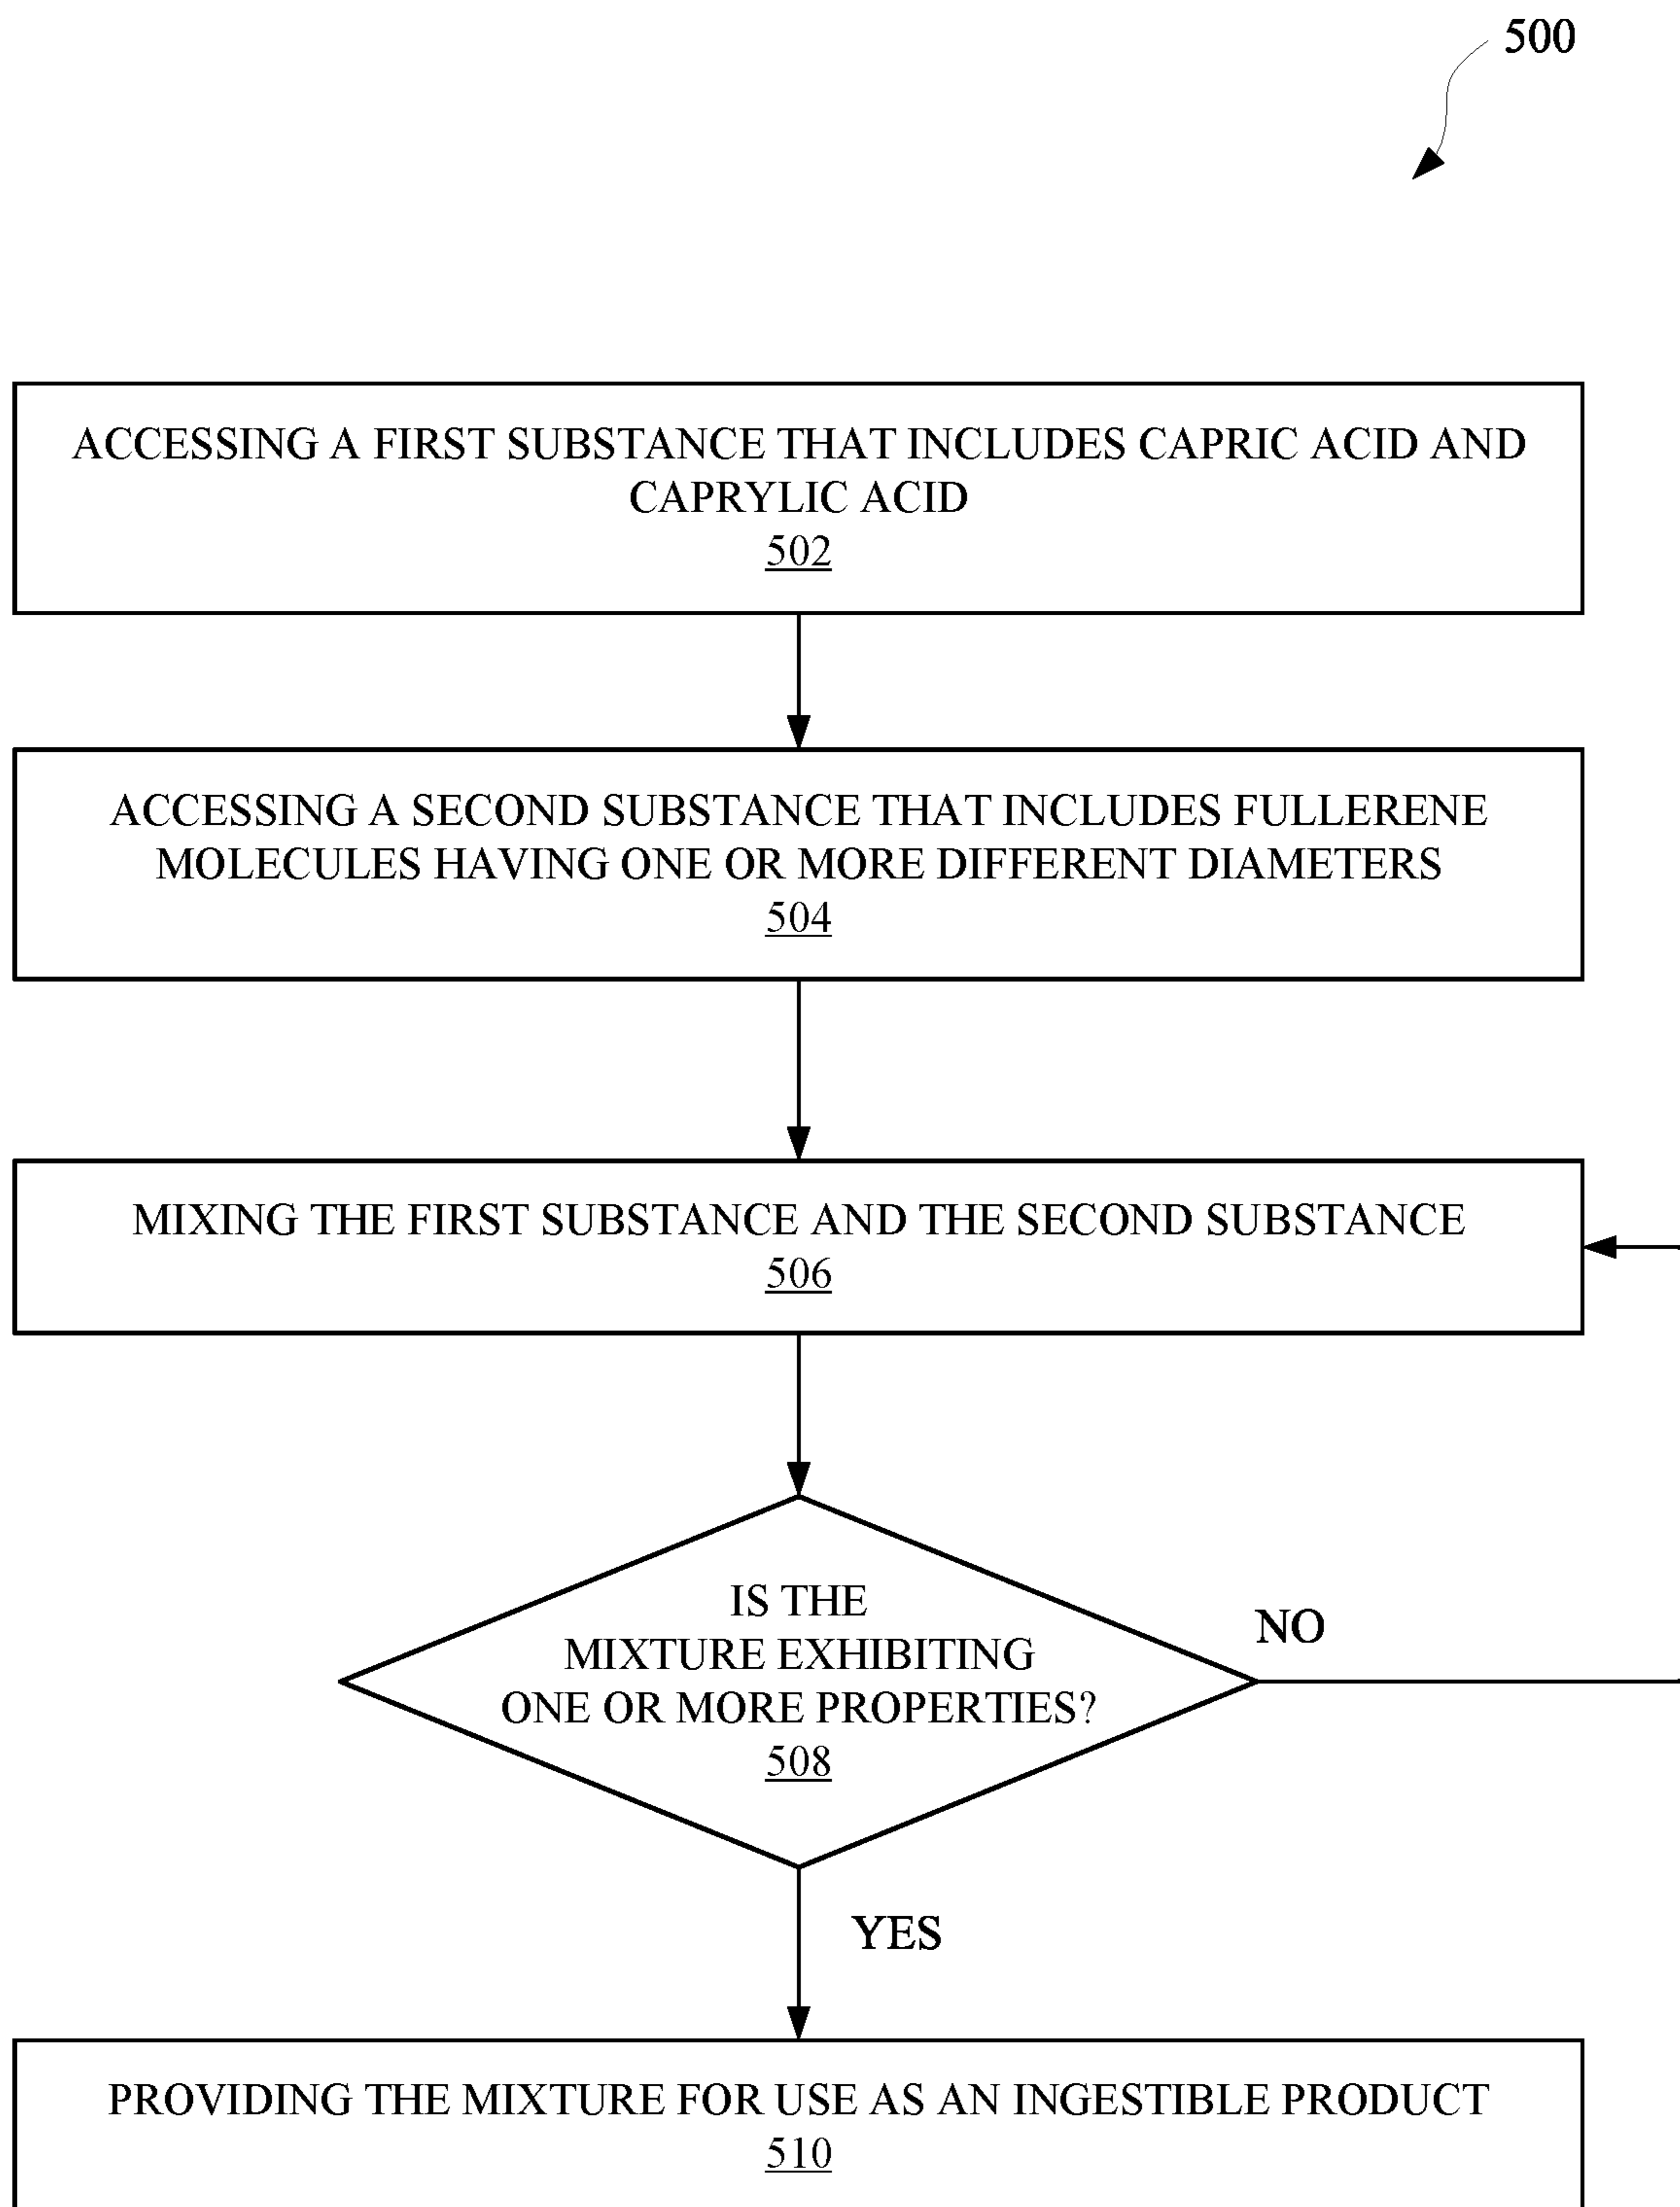 500
ACCESSING A FIRST SUBSTANCE THAT INCLUDES CAPRIC ACID AND
CAPRYLIC ACID
502
ACCESSING A SECOND SUBSTANCE THAT INCLUDES FULLERENE
MOLECULES HAVING ONE OR MORE DIFFERENT DIAMETERS
504
MIXING THE FIRST SUBSTANCE AND THE SECOND SUBSTANCE
506
IS THE
MIXTURE EXHIBITING
ONE OR MORE PROPERTIES?
508
NO
YES
PROVIDING THE MIXTURE FOR USE AS AN INGESTIBLE PRODUCT
510